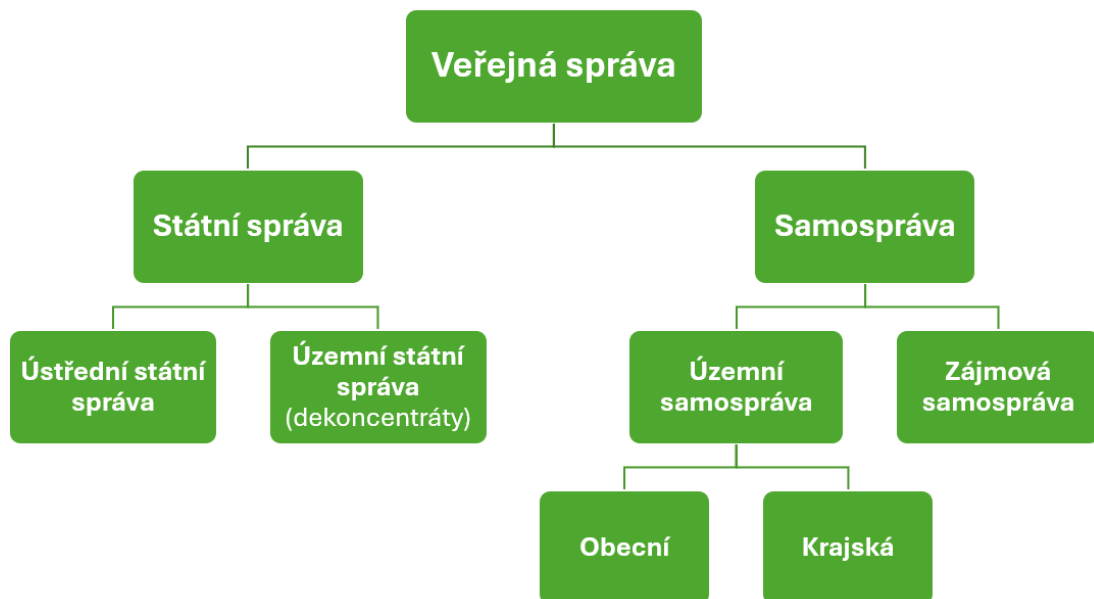 Veřejná správa
Státní správa
Samospráva
Ústřední státní
správa
Územní státní
správa
(dekoncentráty)
Územní
samospráva
Zájmová
samospráva
Obecní
Krajská